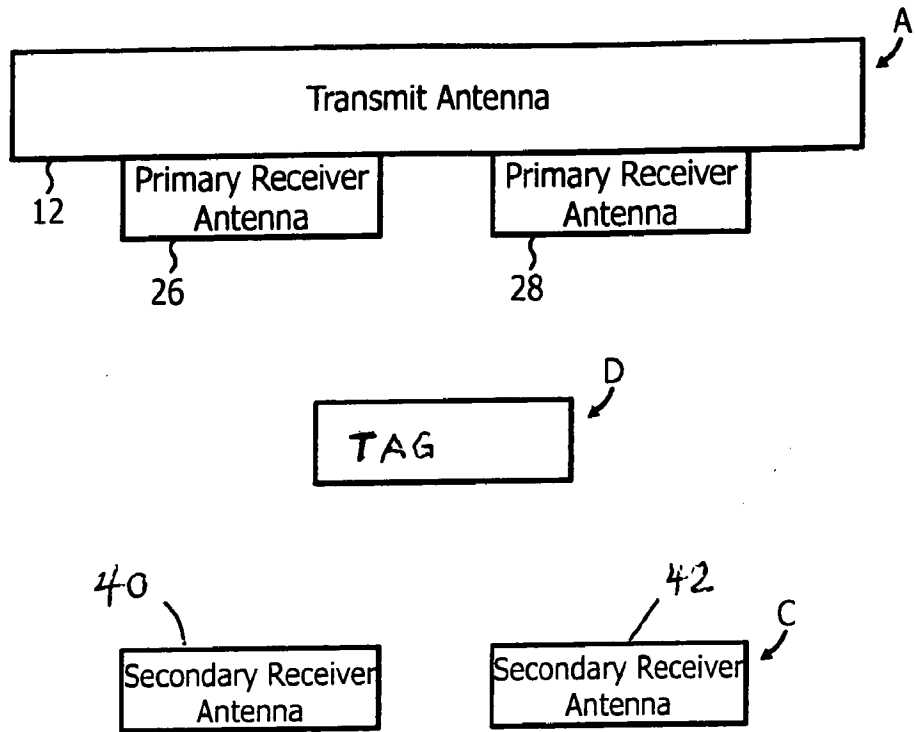 A
Transmit Antenna
12
Primary Receiver
Antenna
26
Primary Receiver
Antenna
28
D
TAG
40
42
C
Secondary Receiver
Antenna
Secondary Receiver
Antenna